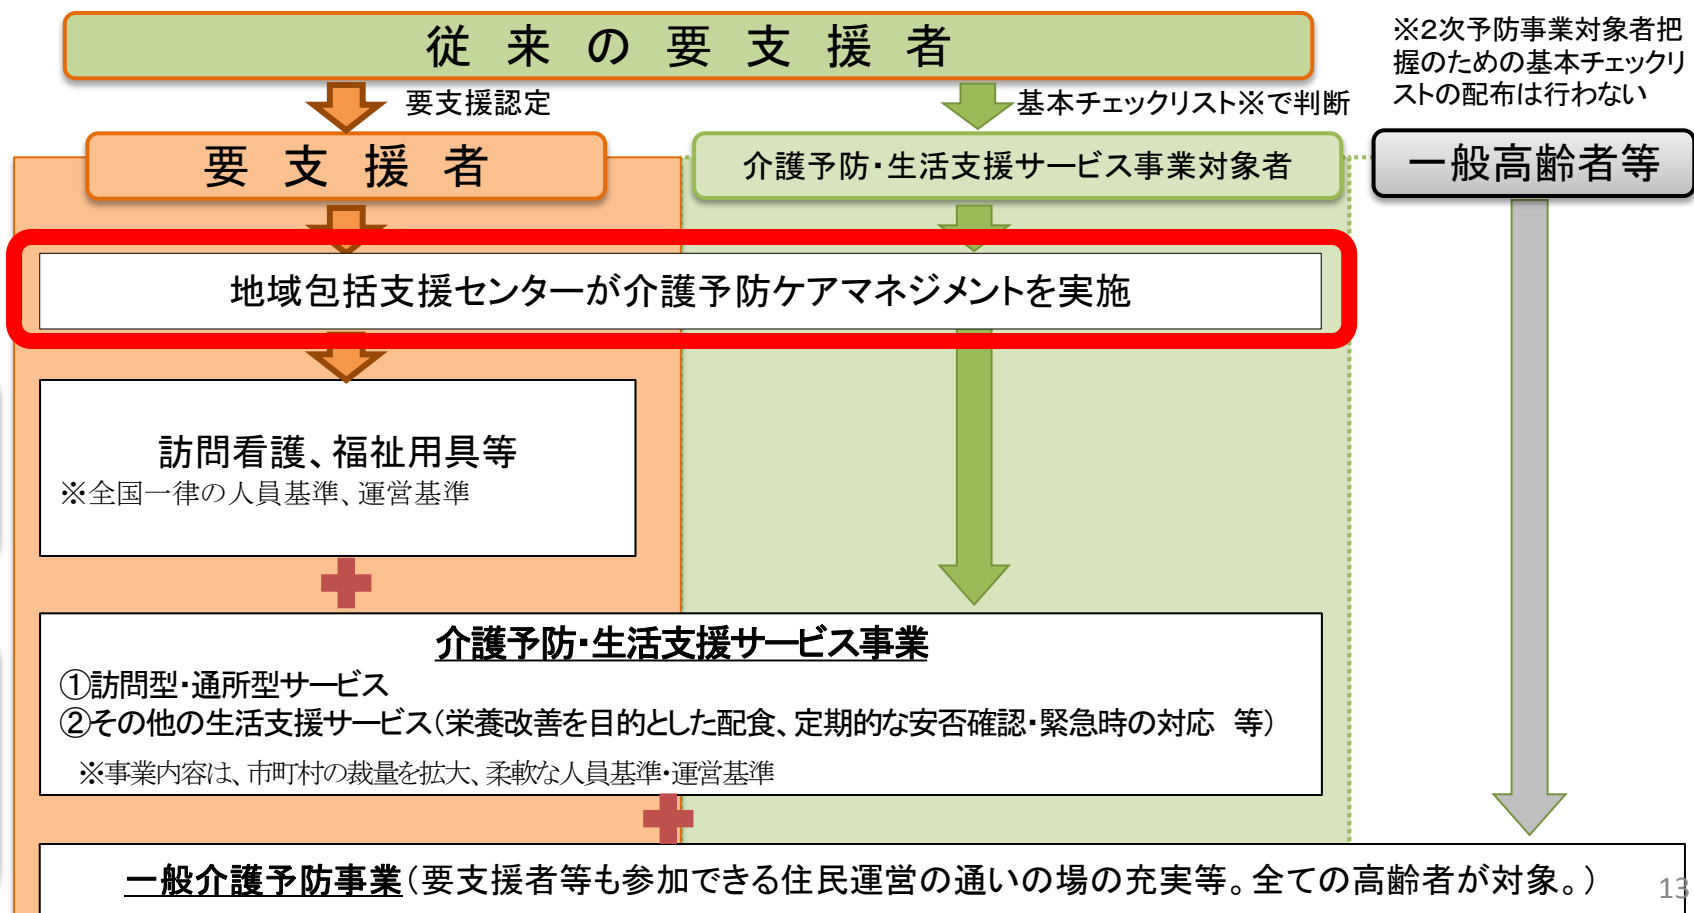 従来の要支援者
※２次予防事業対象者把
握のための基本チェックリ
ストの配布は行わない
要支援認定
基本チェックリスト※で判断
要支援者
介護予防・生活支援サービス事業対象者
一般高齢者等
地域包括支援センターが介護予防ケアマネジメントを実施
訪問看護、福祉用具等
※全国一律の人員基準、運営基準
介護予防・生活支援サービス事業
①訪問型・通所型サービス
②その他の生活支援サービス（栄養改善を目的とした配食、定期的な安否確認・緊急時の対応　等）
※事業内容は、市町村の裁量を拡大、柔軟な人員基準・運営基準
一般介護予防事業（要支援者等も参加できる住民運営の通いの場の充実等。全ての高齢者が対象。）
13